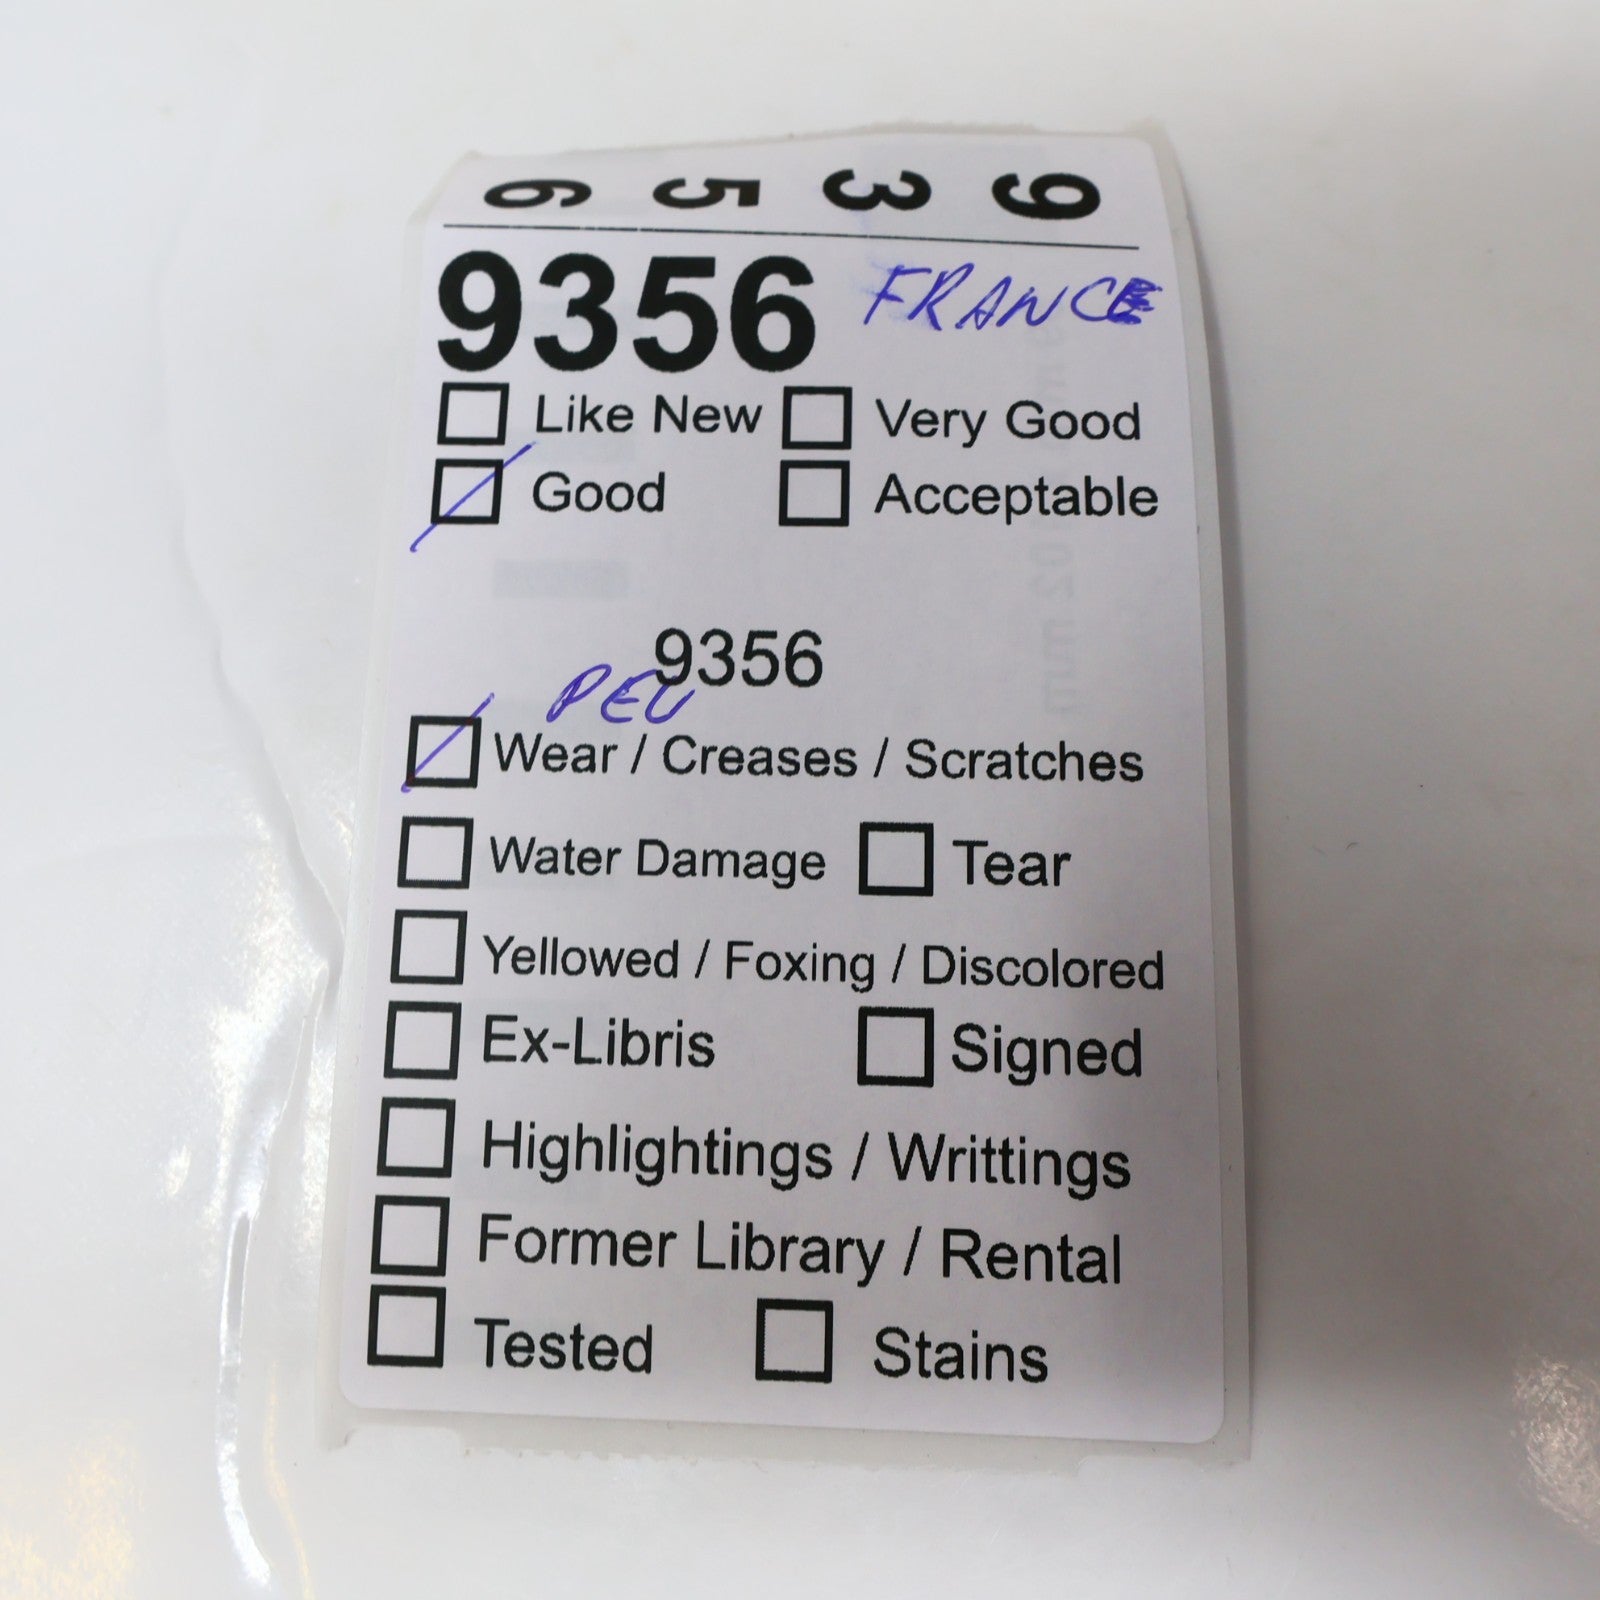 9 3 5 6
9356 FRANCE
Like New Very Good
Good Acceptable
9356
PEU
Wear / Creases / Scratches
Water Damage Tear
Yellowed / Foxing / Discolored
Ex-Libris Signed
Highlightings / Writtings
Former Library / Rental
Tested Stains